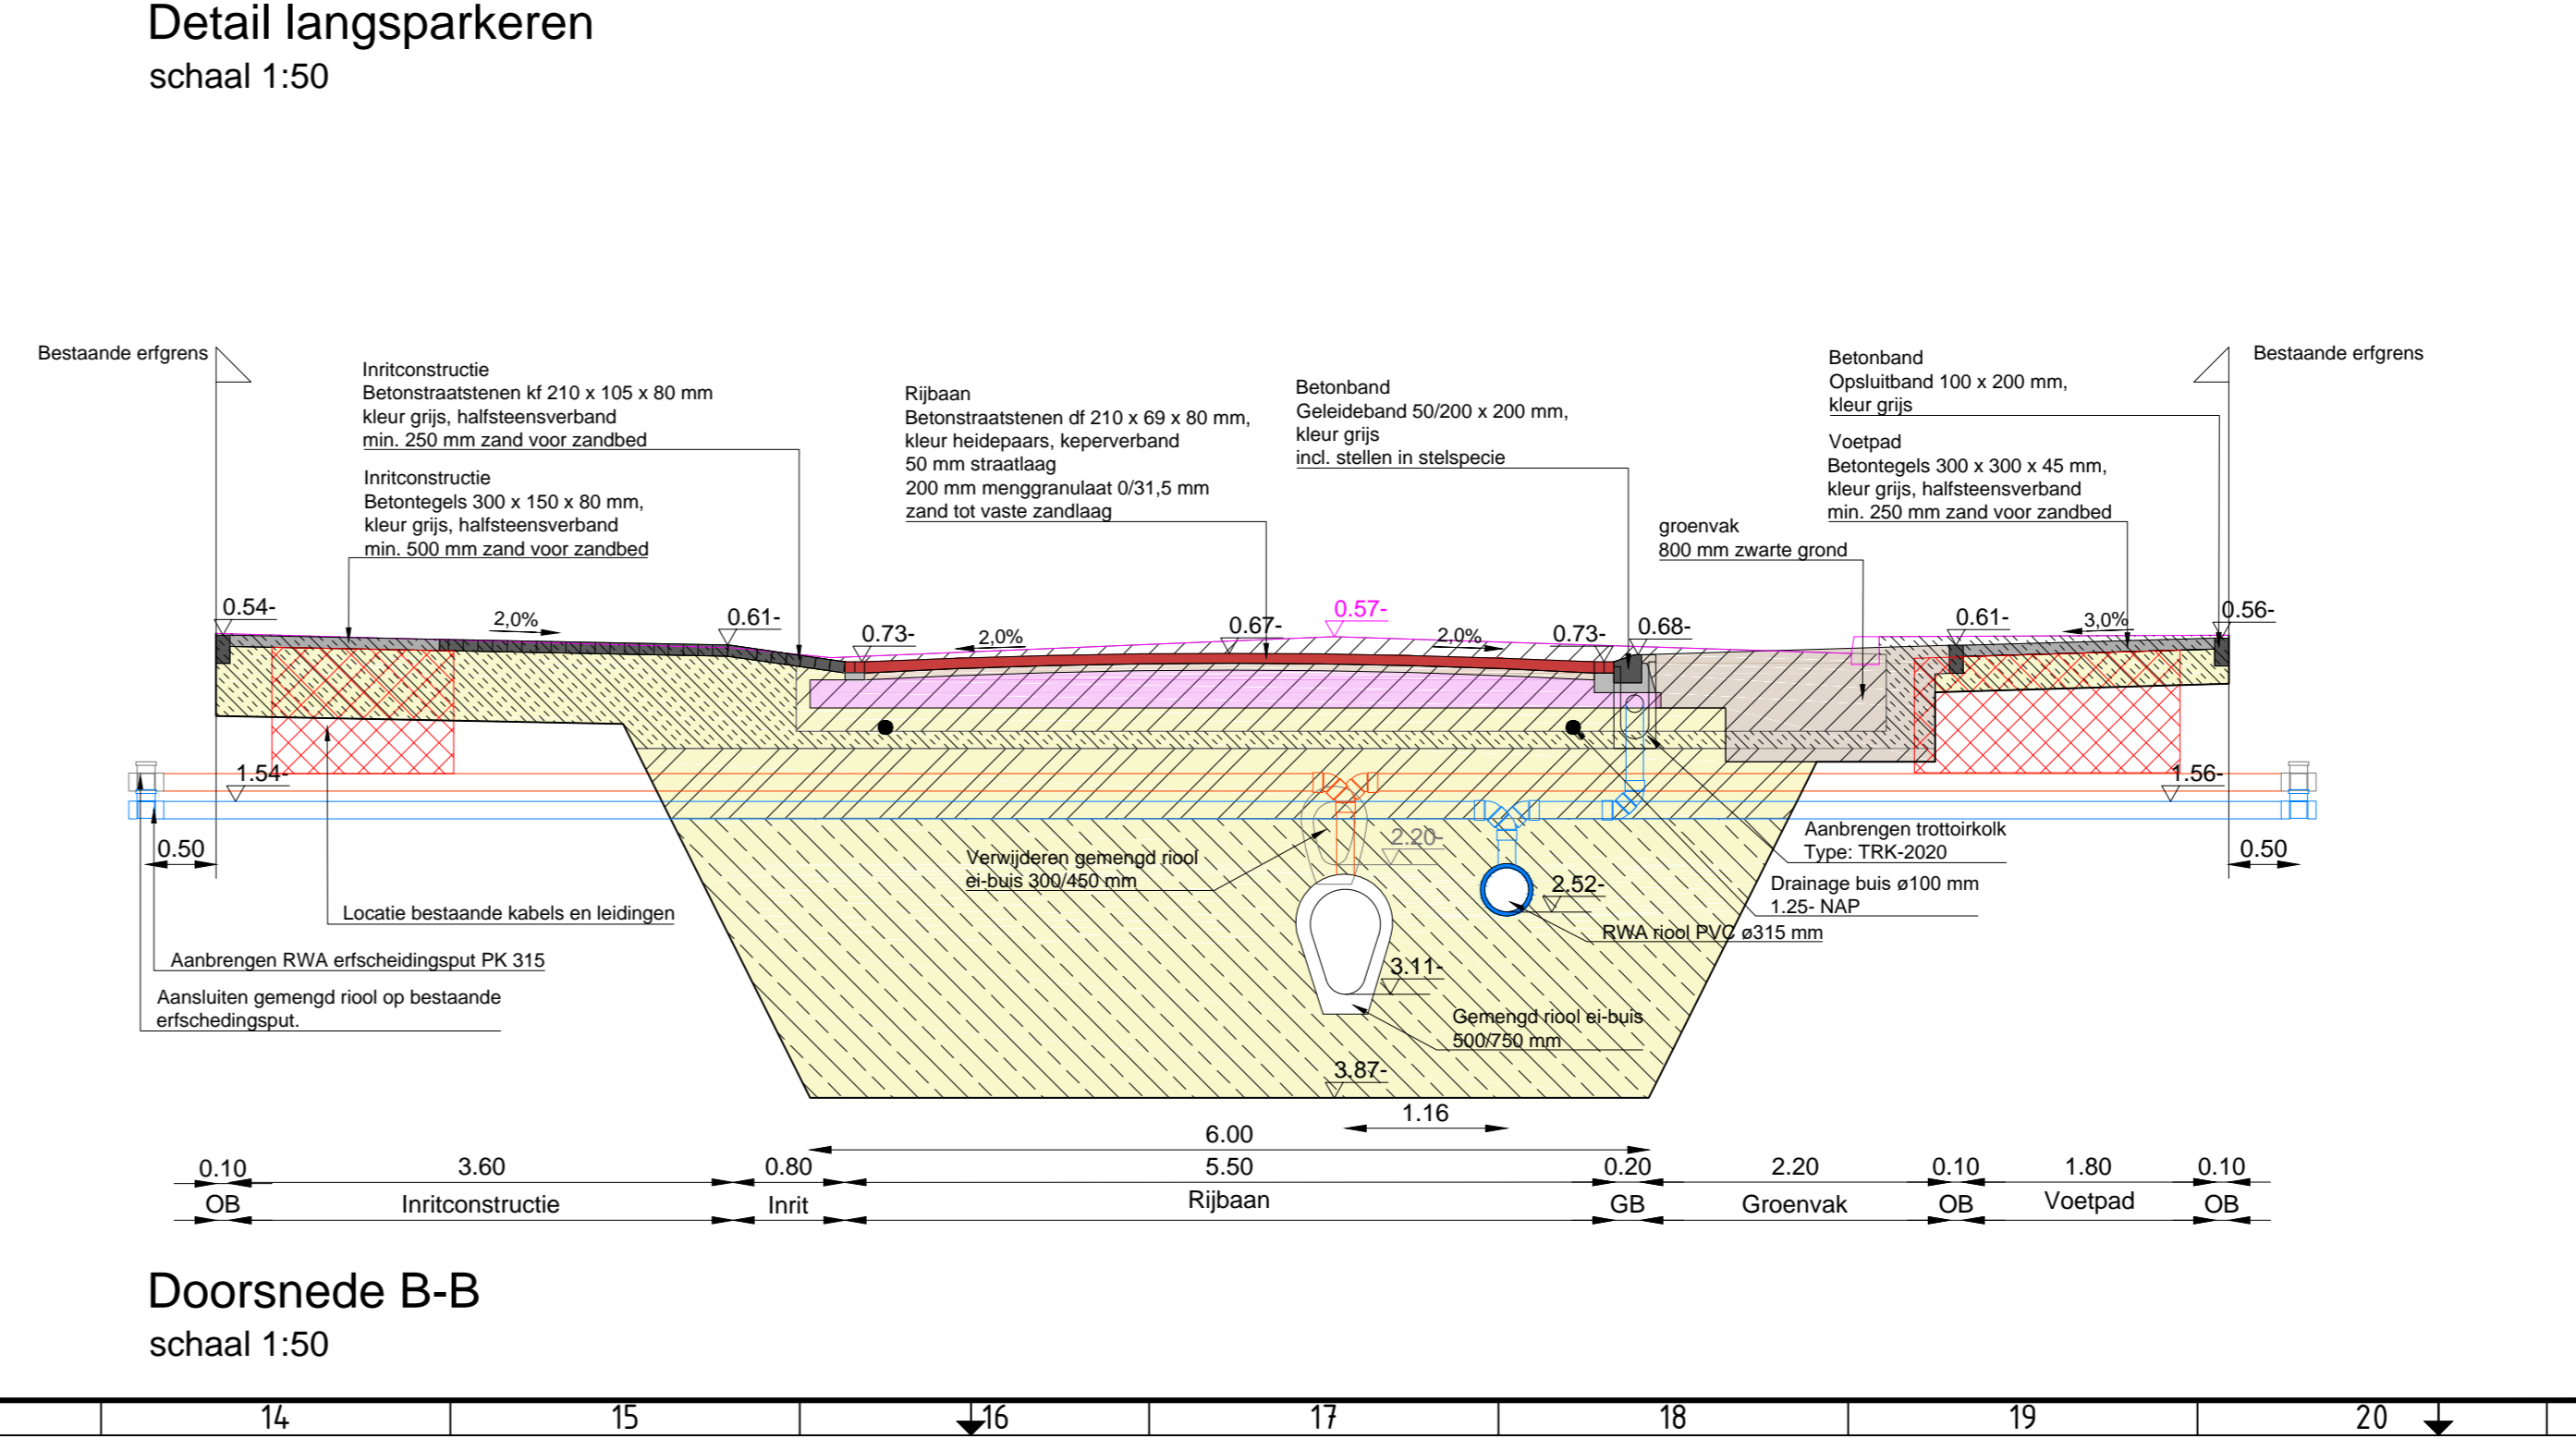 Detail langsparkeren
schaal 1:50
Bestaande erfgrens
Inritconstructie
Betonstraatstenen kf 210 x 105 x 80 mm
kleur grijs, halfsteensverband
min. 250 mm zand voor zandbed
Inritconstructie
Betontegels 300 x 150 x 80 mm,
kleur grijs, halfsteensverband
min. 500 mm zand voor zandbed
Rijbaan
Betonstraatstenen df 210 x 69 x 80 mm,
kleur heidepaars, keperverband
50 mm straatlaag
200 mm menggranulaat 0/31,5 mm
zand tot vaste zandlaag
Betonband
Geleideband 50/200 x 200 mm,
kleur grijs
incl. stellen in stelspecie
Betonband
Opsluitband 100 x 200 mm,
kleur grijs
Voetpad
Betontegels 300 x 300 x 45 mm,
kleur grijs, halfsteensverband
min. 250 mm zand voor zandbed
groenvak
800 mm zwarte grond
Bestaande erfgrens
0.54-
2,0%
0.61-
0.73-
2,0%
0.67-
0.57-
2,0%
0.73-
0.68-
0.61-
3,0%
0.56-
1.54-
1.56-
0.50
0.50
2.20-
Verwijderen gemengd riool
ei-buis 300/450 mm
2.52-
Aanbrengen trottoirkolk
Type: TRK-2020
Drainage buis ø100 mm
1.25- NAP
RWA riool PVC ø315 mm
Locatie bestaande kabels en leidingen
Aanbrengen RWA erfscheidingsput PK 315
Aansluiten gemengd riool op bestaande
erfschedingsput.
3.11-
Gemengd riool ei-buis
500/750 mm
3.87-
1.16
6.00
0.10 3.60 0.80 5.50 0.20 2.20 0.10 1.80 0.10
OB Inritconstructie Inrit Rijbaan GB Groenvak OB Voetpad OB
Doorsnede B-B
schaal 1:50
14 15 16 17 18 19 20